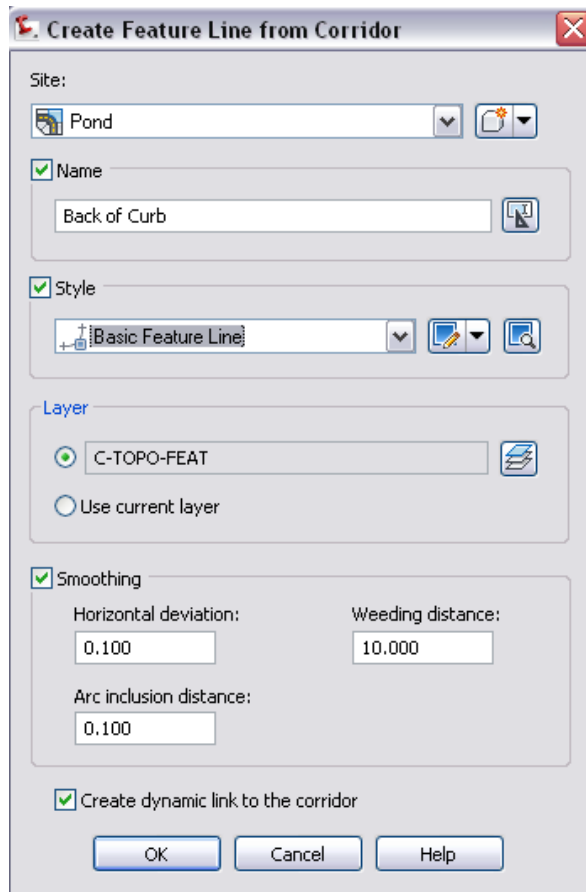 Create Feature Line from Corridor
Site:
Pond
Name
Back of Curb
Style
Basic Feature Line
Layer
C-TOPO-FEAT
Use current layer
Smoothing
Horizontal deviation: Weeding distance:
0.100 10.000
Arc inclusion distance:
0.100
Create dynamic link to the corridor
OK Cancel Help